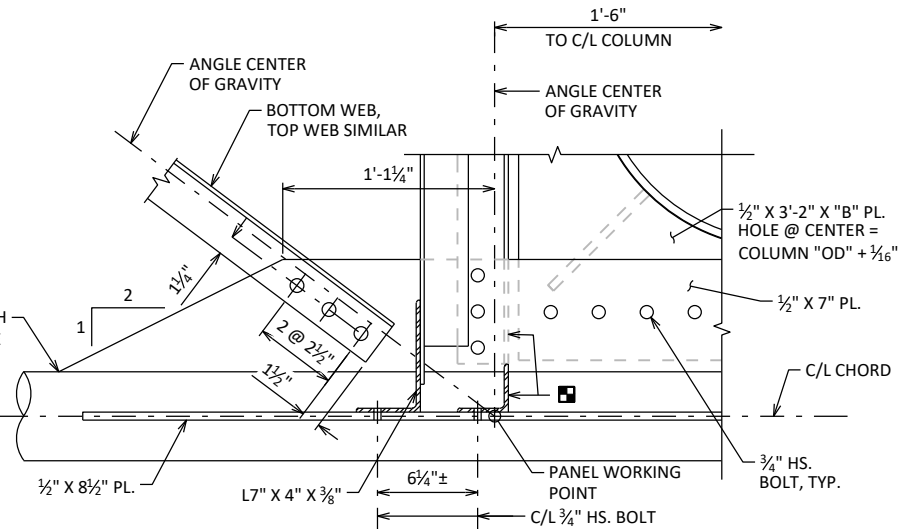 1'-6"
TO C/L COLUMN
ANGLE CENTER
OF GRAVITY
ANGLE CENTER
OF GRAVITY
BOTTOM WEB,
TOP WEB SIMILAR
1'-1¼"
½" X 3'-2" X "B" PL.
HOLE @ CENTER =
COLUMN "OD" + 1⁄16"
1¼"
2
1
½" X 7" PL.
H
2 @ 2½"
1½"
C/L CHORD
½" X 8½" PL.
L7" X 4" X ⅜"
6¼"±
PANEL WORKING
POINT
¾" HS.
BOLT, TYP.
C/L ¾" HS. BOLT